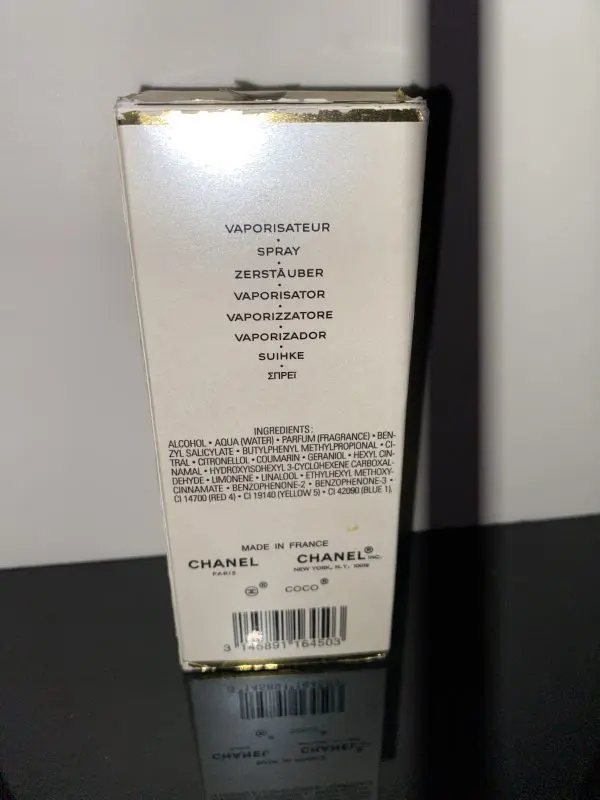 VAPORISATEUR
•
SPRAY
•
ZERSTÄUBER
•
VAPORISATOR
•
VAPORIZZATORE
•
VAPORIZADOR
•
SUIHKE
•
ΣΠΡΕΪ
INGREDIENTS:
ALCOHOL • AQUA (WATER) • PARFUM (FRAGRANCE) • BEN-
ZYL SALICYLATE • BUTYLPHENYL METHYLPROPIONAL • CI-
TRAL • CITRONELLOL • COUMARIN • GERANIOL • HEXYL CIN-
NAMAL • HYDROXYISOHEXYL 3-CYCLOHEXENE CARBOXAL-
DEHYDE • LIMONENE • LINALOOL • ETHYLHEXYL METHOXY-
CINNAMATE • BENZOPHENONE-2 • BENZOPHENONE-3 •
CI 14700 (RED 4) • CI 19140 (YELLOW 5) • CI 42090 (BLUE 1).
MADE IN FRANCE
CHANEL CHANEL® INC.
PARIS NEW YORK, N.Y. 10019
® COCO®
3 145891 164503